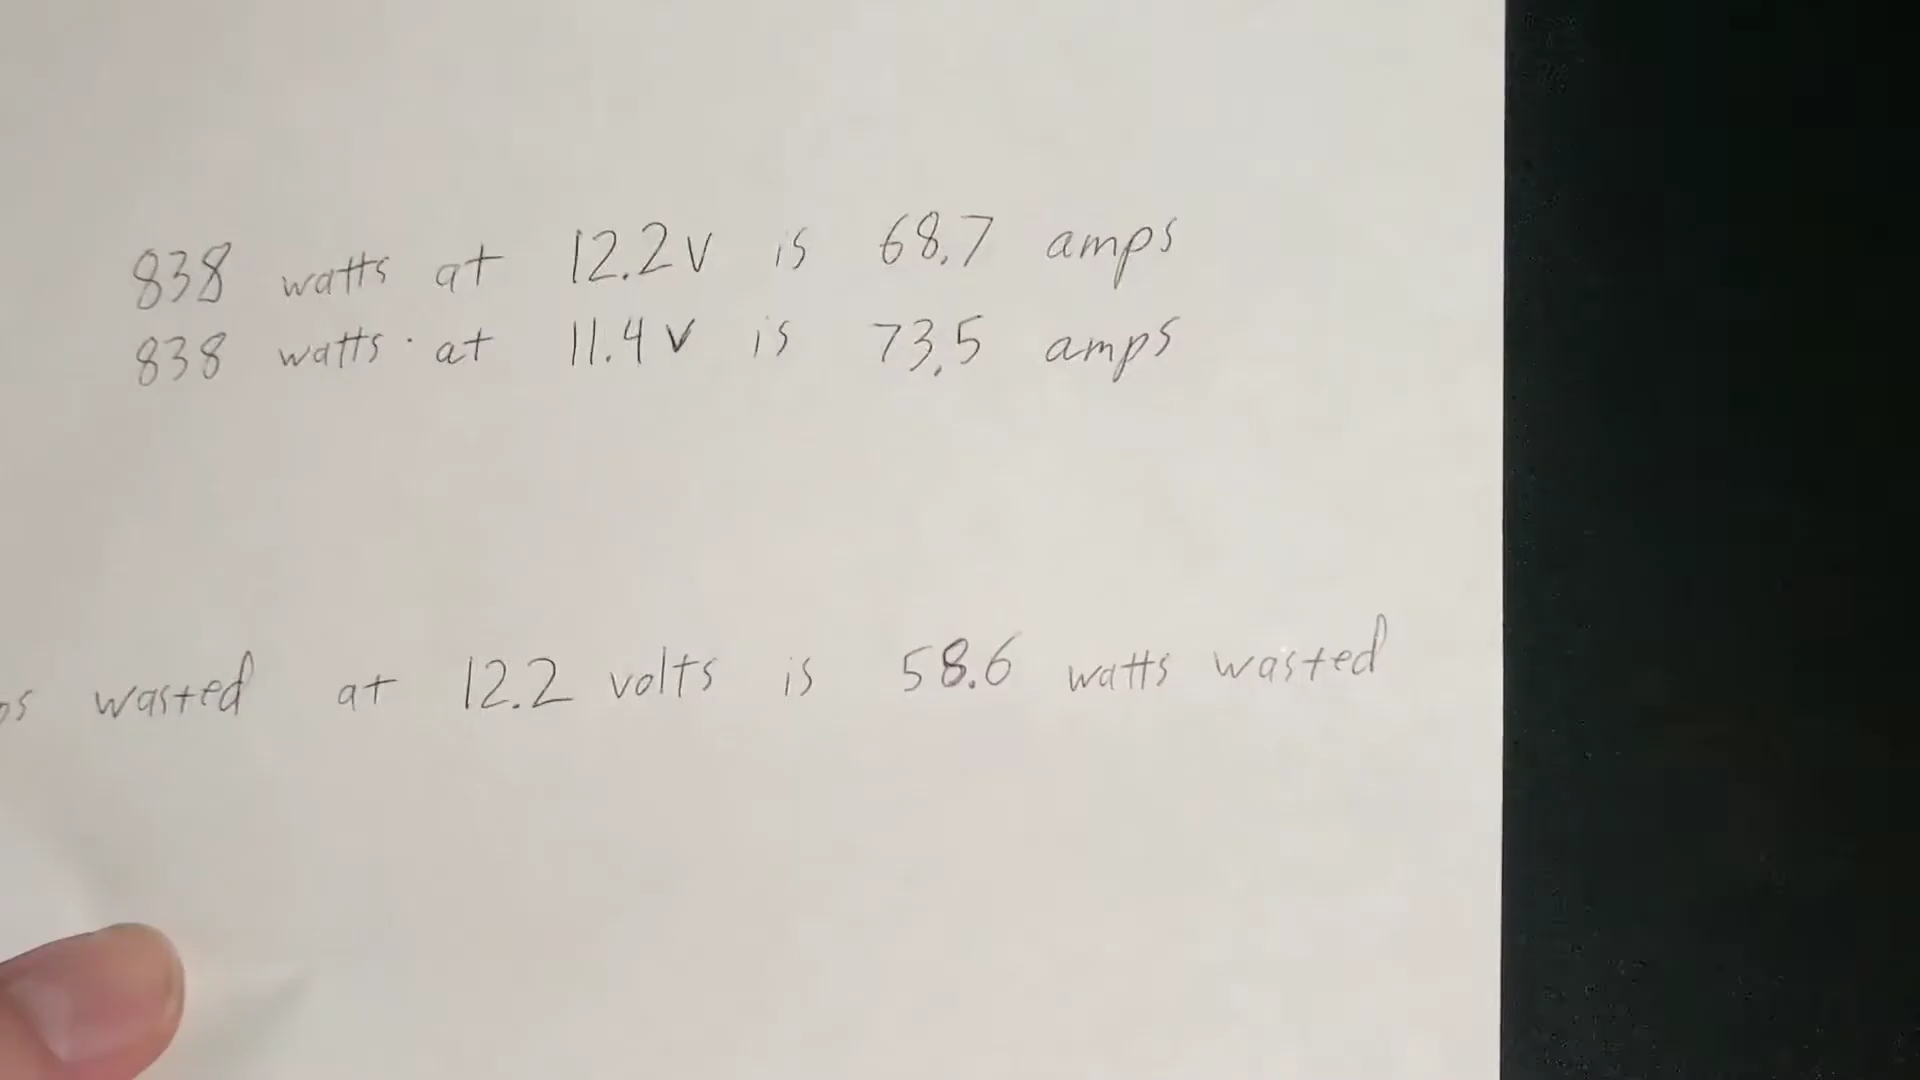 838 watts at 12.2v is 68.7 amps
838 watts at 11.4v is 73.5 amps
wasted at 12.2 volts is 58.6 watts wasted